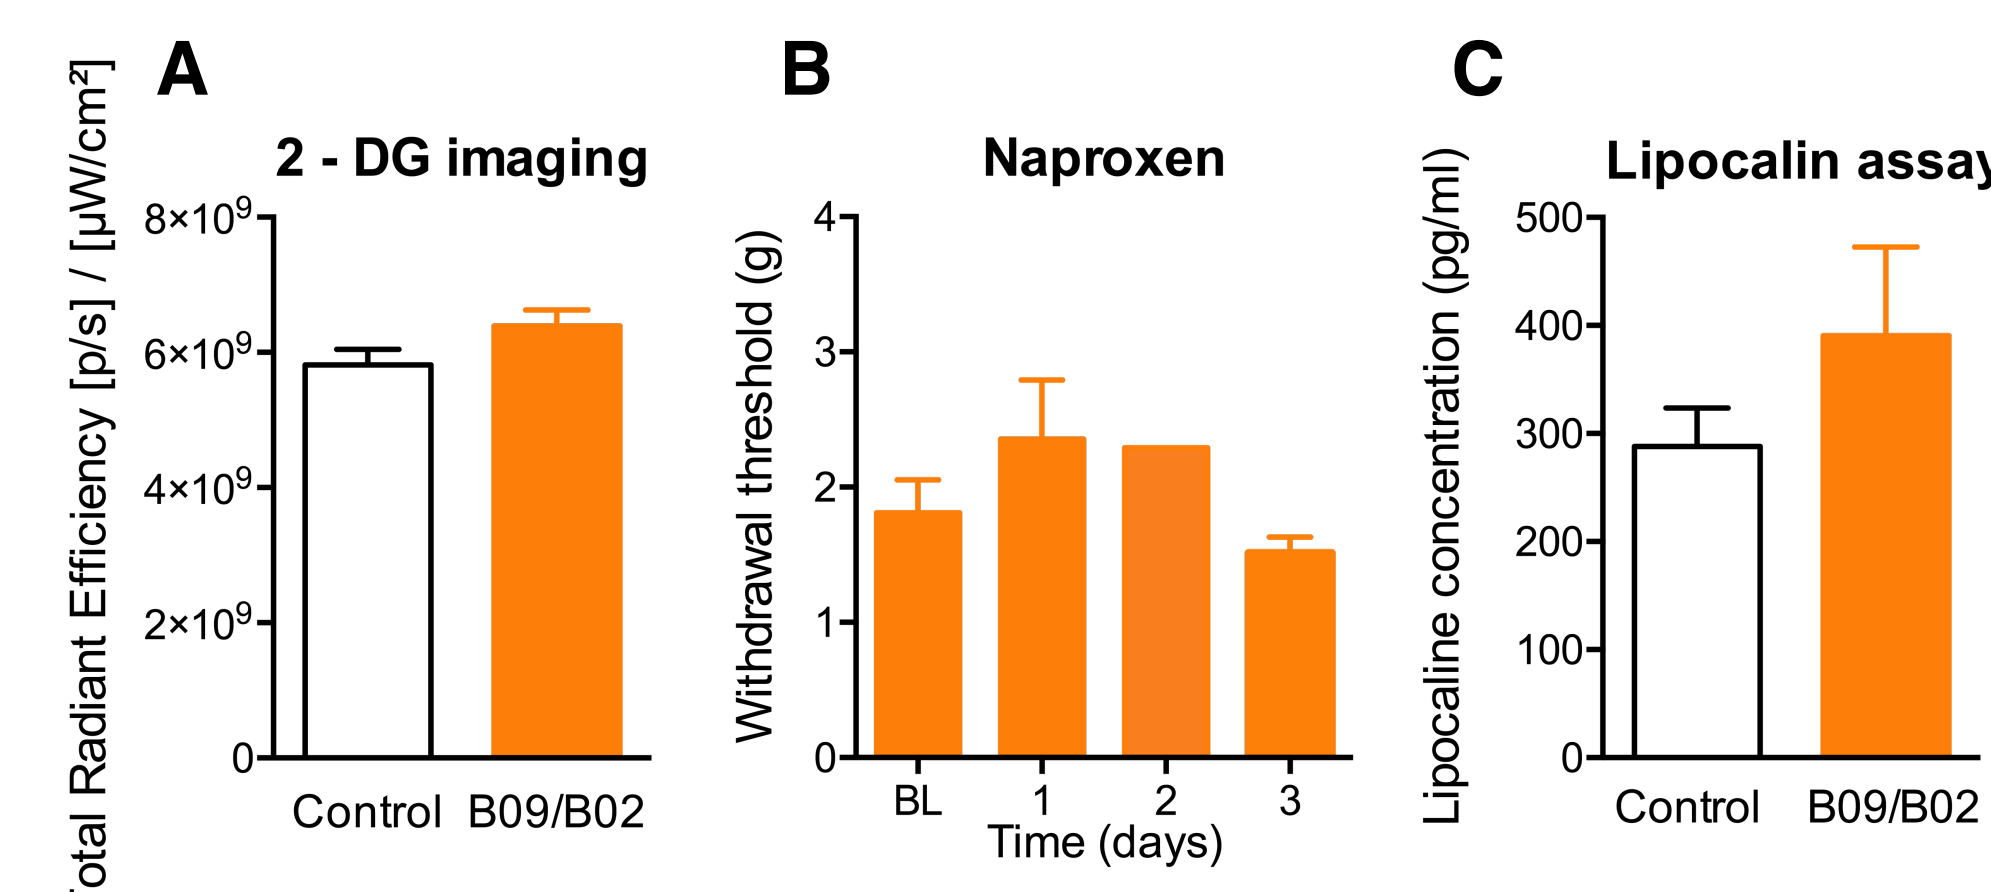 A
2 - DG imaging
otal Radiant Efficiency [p/s] / [µW/cm²]
8×10⁹
6×10⁹
4×10⁹
2×10⁹
0
Control B09/B02
B
Naproxen
Withdrawal threshold (g)
4
3
2
1
0
BL 1 2 3
Time (days)
C
Lipocalin assay
Lipocaline concentration (pg/ml)
500
400
300
200
100
0
Control B09/B02